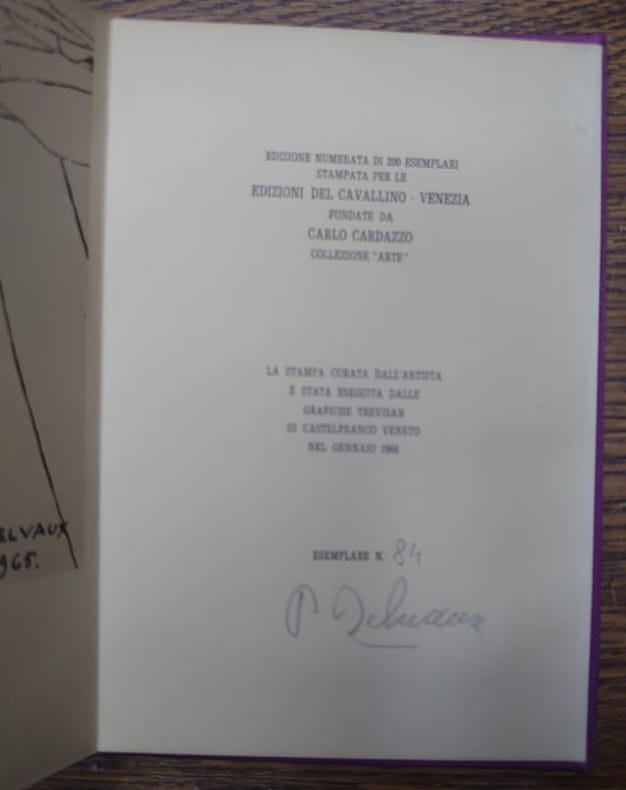 ELVAUX
965.
EDIZIONE NUMERATA DI 200 ESEMPLARI
STAMPATA PER LE
EDIZIONI DEL CAVALLINO - VENEZIA
FONDATE DA
CARLO CARDAZZO
COLLEZIONE "ARTE"
LA STAMPA CURATA DALL'ARTISTA
È STATA ESEGUITA DALLE
GRAFICHE TREVISAN
DI CASTELFRANCO VENETO
NEL GENNAIO 1966
ESEMPLARE N. 84
P. Delvaux